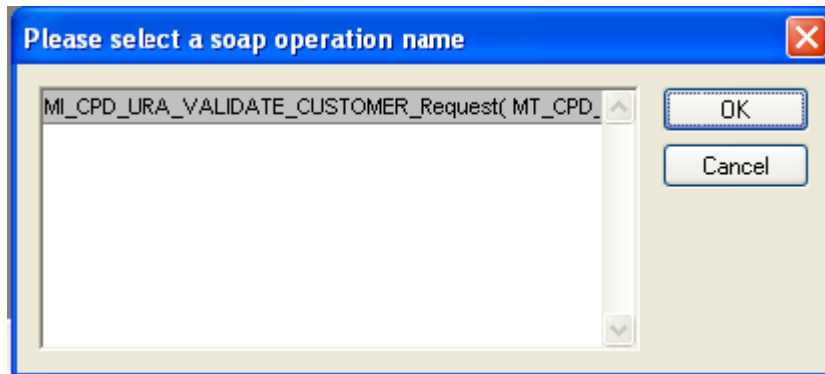 Please select a soap operation name
MI_CPD_URA_VALIDATE_CUSTOMER_Request( MT_CPD_
OK
Cancel